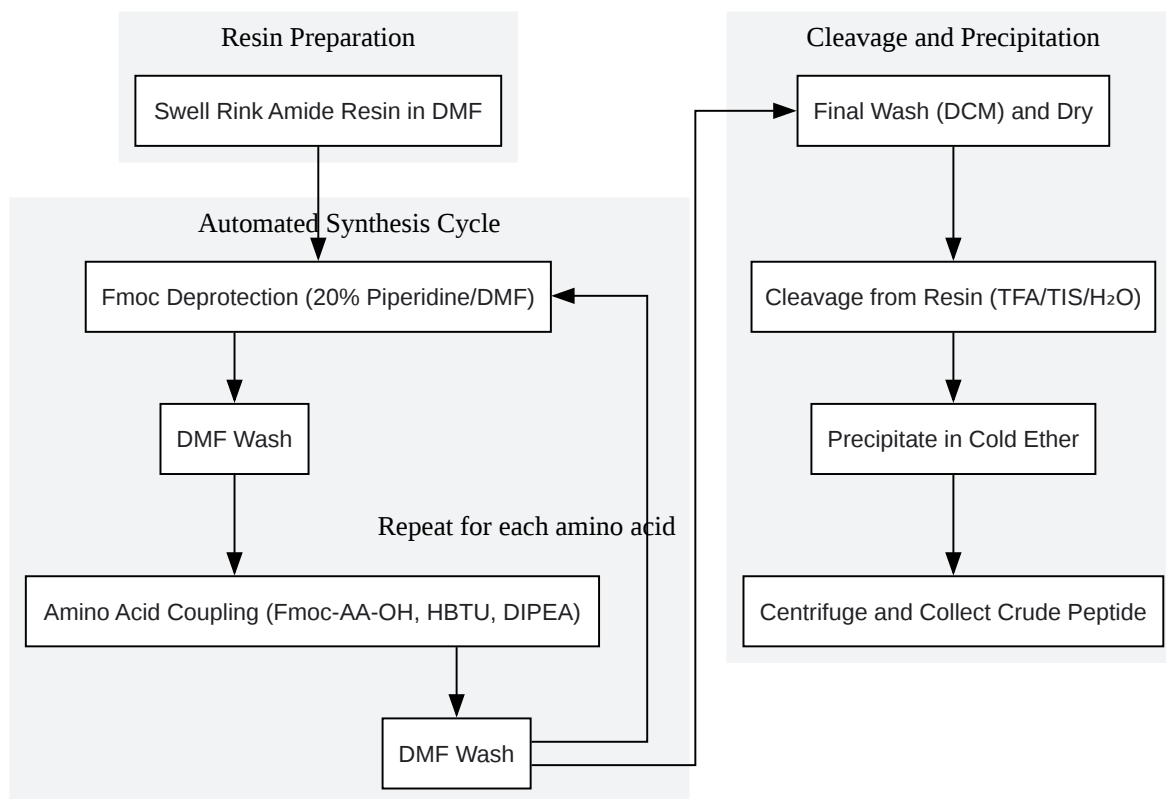 Resin Preparation
Swell Rink Amide Resin in DMF
Automated Synthesis Cycle
Fmoc Deprotection (20% Piperidine/DMF)
DMF Wash
Repeat for each amino acid
Amino Acid Coupling (Fmoc-AA-OH, HBTU, DIPEA)
DMF Wash
Cleavage and Precipitation
Final Wash (DCM) and Dry
Cleavage from Resin (TFA/TIS/H₂O)
Precipitate in Cold Ether
Centrifuge and Collect Crude Peptide